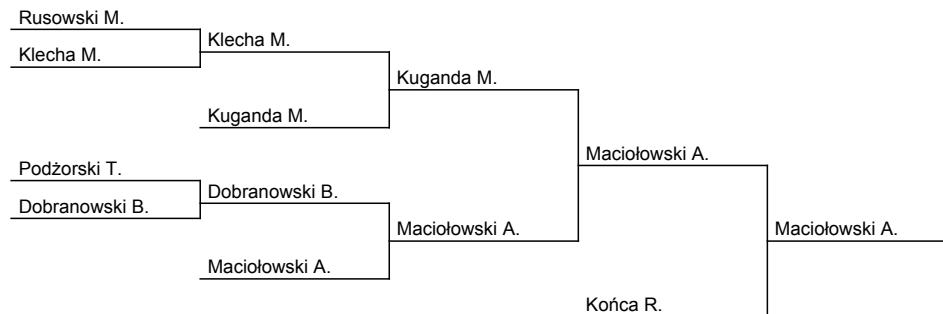 Rusowski M.
Klecha M.
Klecha M.
Kuganda M.
Kuganda M.
Podżorski T.
Dobranowski B.
Dobranowski B.
Maciołowski A.
Maciołowski A.
Maciołowski A.
Końca R.
Maciołowski A.